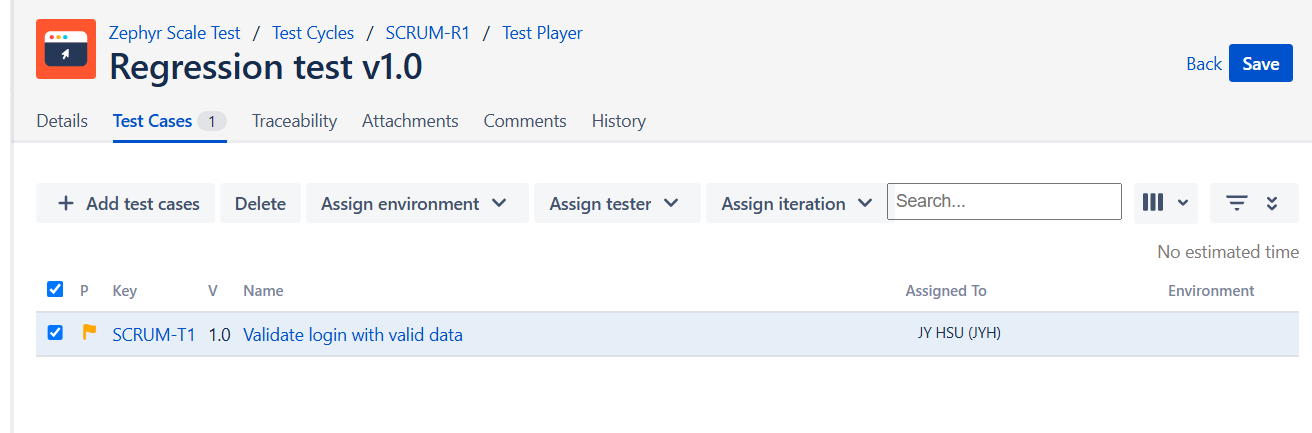 Zephyr Scale Test / Test Cycles / SCRUM-R1 / Test Player
Regression test v1.0
Back Save
Details Test Cases 1 Traceability Attachments Comments History
+ Add test cases Delete Assign environment Assign tester Assign iteration Search...
No estimated time
P Key V Name Assigned To Environment
SCRUM-T1 1.0 Validate login with valid data JY HSU (JYH)